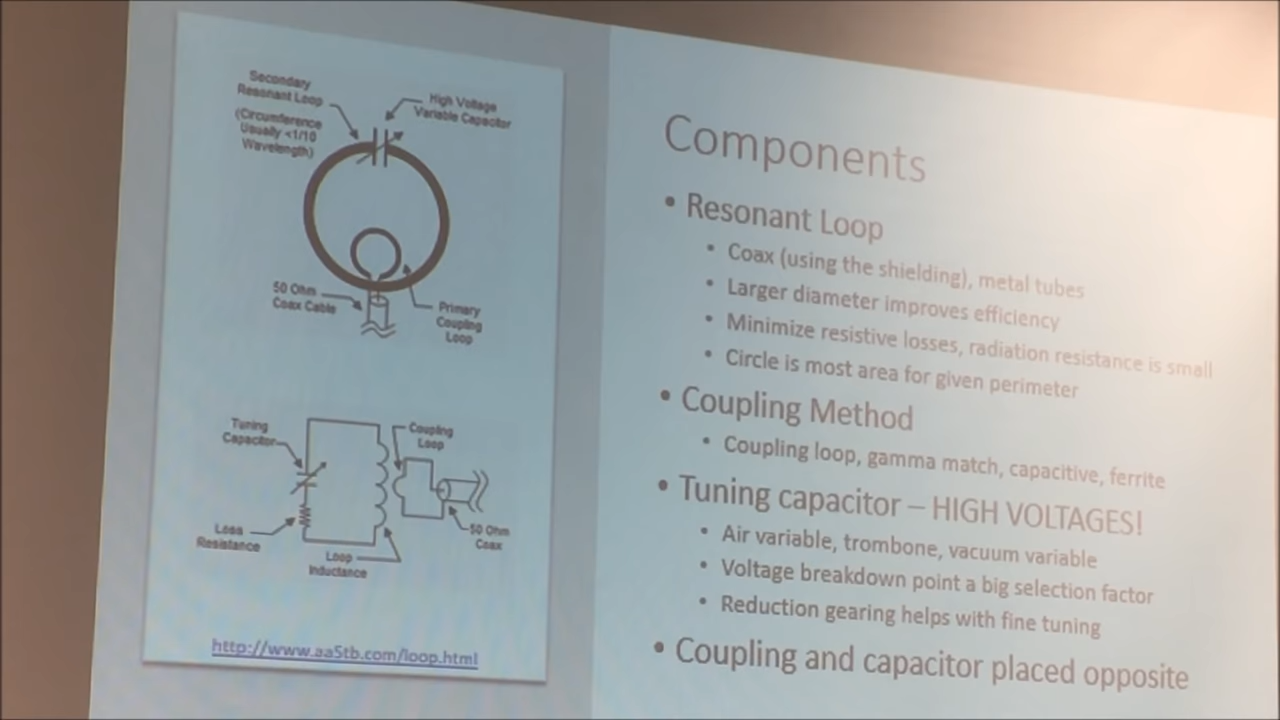 Secondary
Resonant Loop
(Circumference
Usually <1/10
Wavelength)
High Voltage
Variable Capacitor
50 Ohm
Coax Cable
Primary
Coupling
Loop
Tuning
Capacitor
Coupling
Loop
Loss
Resistance
Loop
Inductance
50 Ohm
Coax
http://www.aa5tb.com/loop.html
Components
• Resonant Loop
• Coax (using the shielding), metal tubes
• Larger diameter improves efficiency
• Minimize resistive losses, radiation resistance is small
• Circle is most area for given perimeter
• Coupling Method
• Coupling loop, gamma match, capacitive, ferrite
• Tuning capacitor – HIGH VOLTAGES!
• Air variable, trombone, vacuum variable
• Voltage breakdown point a big selection factor
• Reduction gearing helps with fine tuning
• Coupling and capacitor placed opposite